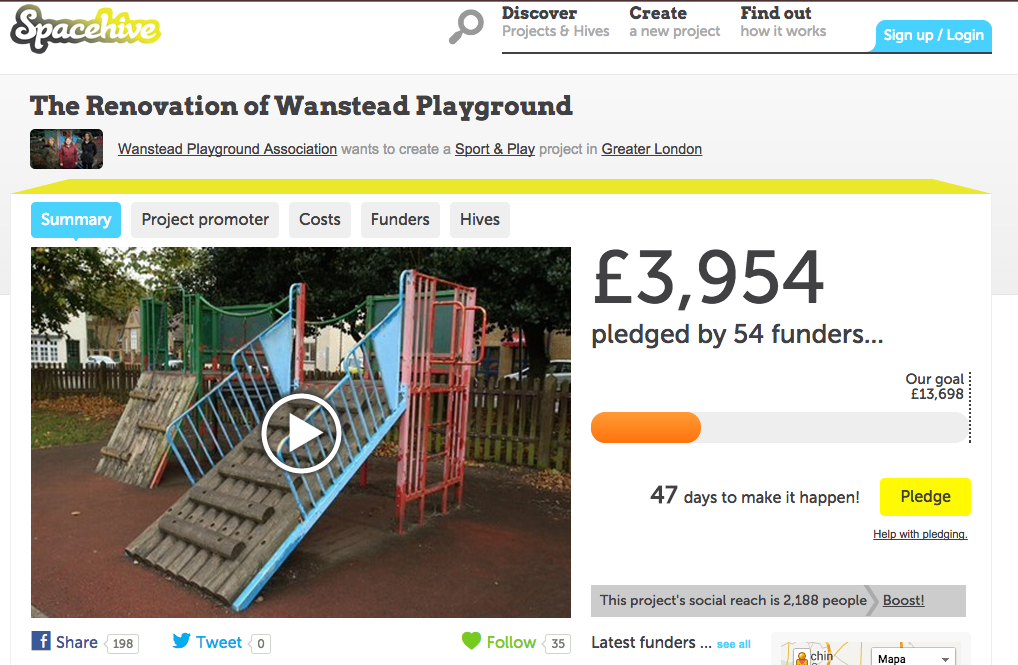 Spacehive
Discover
Projects & Hives
Create
a new project
Find out
how it works
Sign up / Login
The Renovation of Wanstead Playground
Wanstead Playground Association wants to create a Sport & Play project in Greater London
Summary
Project promoter
Costs
Funders
Hives
£3,954
pledged by 54 funders...
Our goal
£13,698
47 days to make it happen!
Pledge
Help with pledging.
This project's social reach is 2,188 people
Boost!
Share 198
Tweet 0
Follow 35
Latest funders ... see all
chin
Mapa